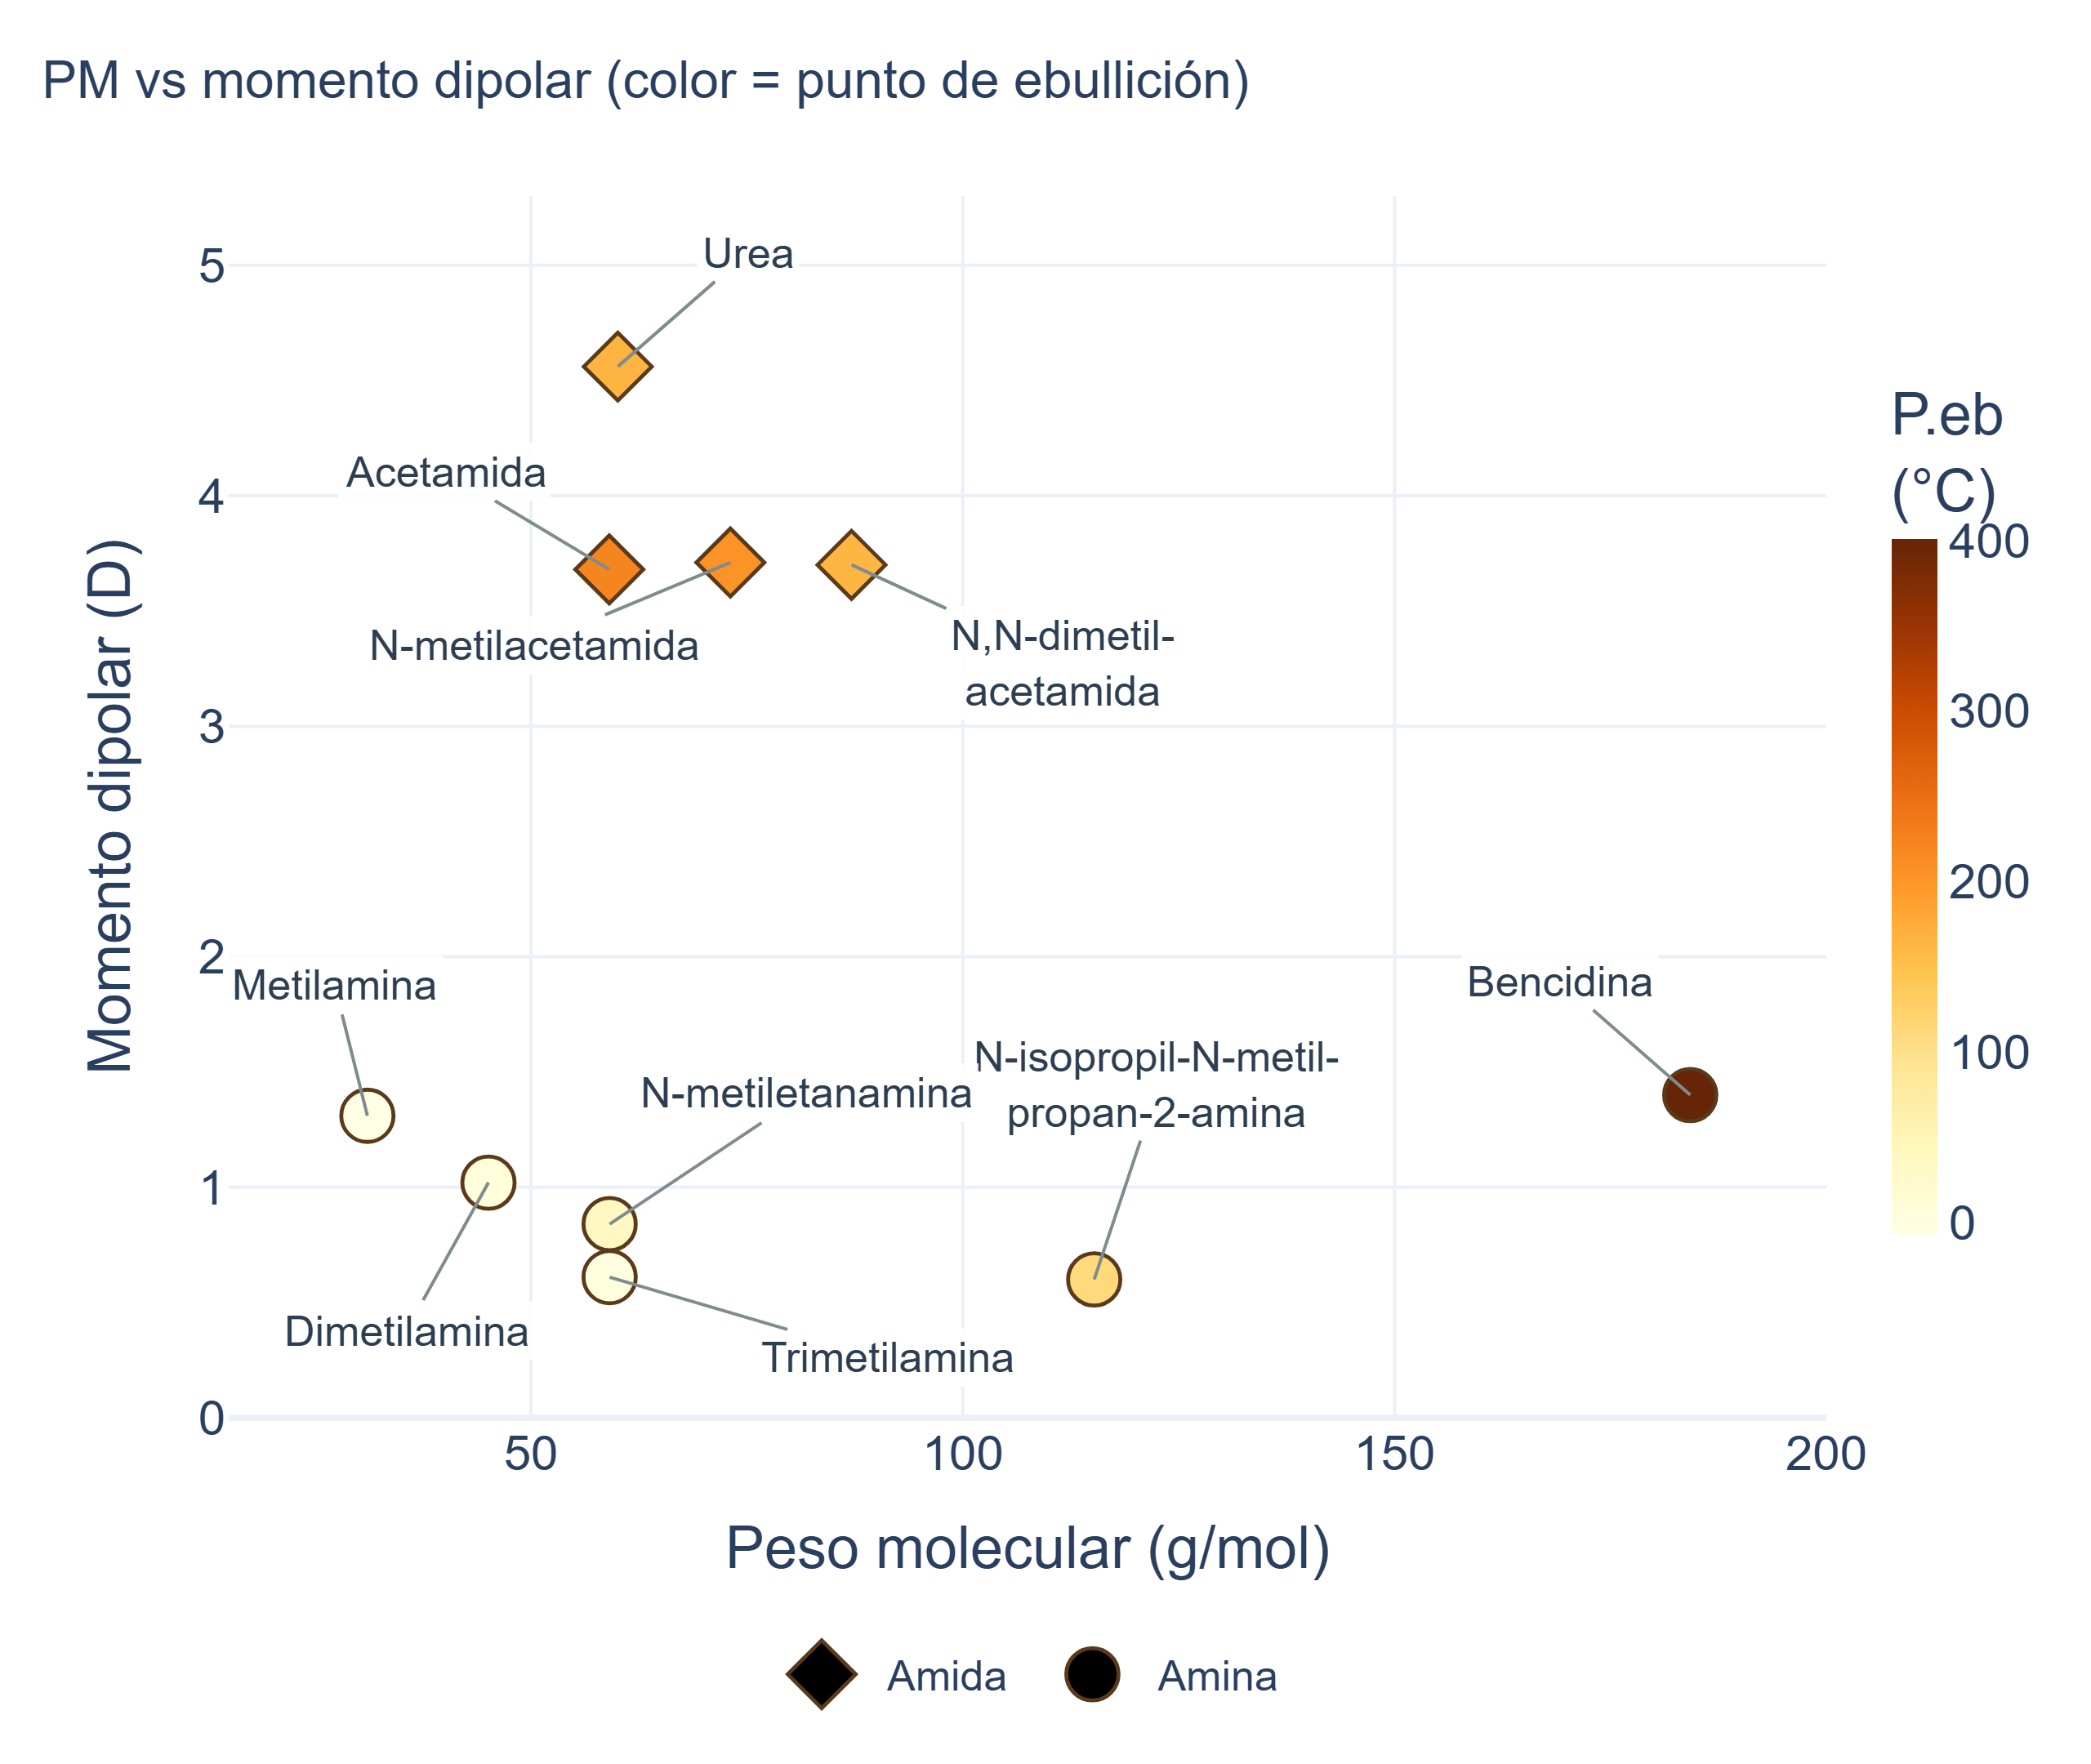 PM vs momento dipolar (color = punto de ebullición)
Urea
5
P.eb
(°C)
Acetamida
4
400
N-metilacetamida
N,N-dimetil-
acetamida
3
300
200
Momento dipolar (D)
2
Metilamina
Bencidina
100
N-isopropil-N-metil-
propan-2-amina
N-metiletanamina
1
0
Dimetilamina
Trimetilamina
0
50
100
150
200
Peso molecular (g/mol)
Amida
Amina